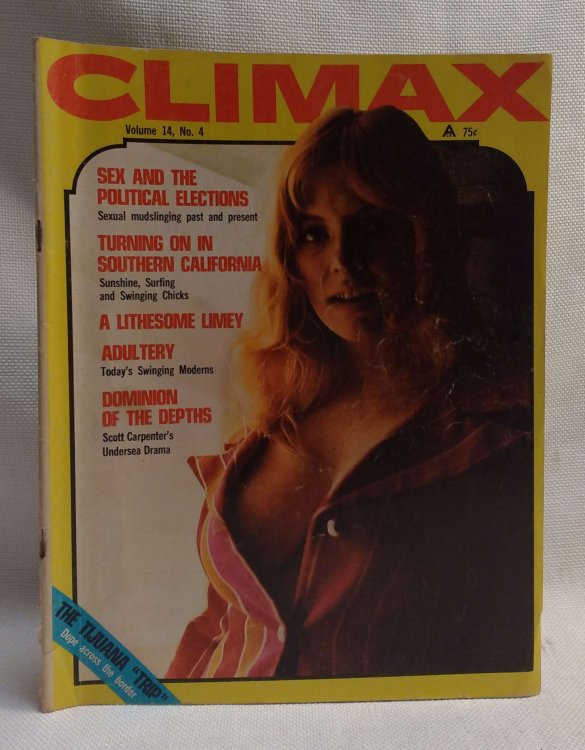 CLIMAX
Volume 14, No. 4
75¢
SEX AND THE
POLITICAL ELECTIONS
Sexual mudslinging past and present
TURNING ON IN
SOUTHERN CALIFORNIA
Sunshine, Surfing
and Swinging Chicks
A LITHESOME LIMEY
ADULTERY
Today's Swinging Moderns
DOMINION
OF THE DEPTHS
Scott Carpenter's
Undersea Drama
THE TIJUANA "TRIP"
Dope across the border